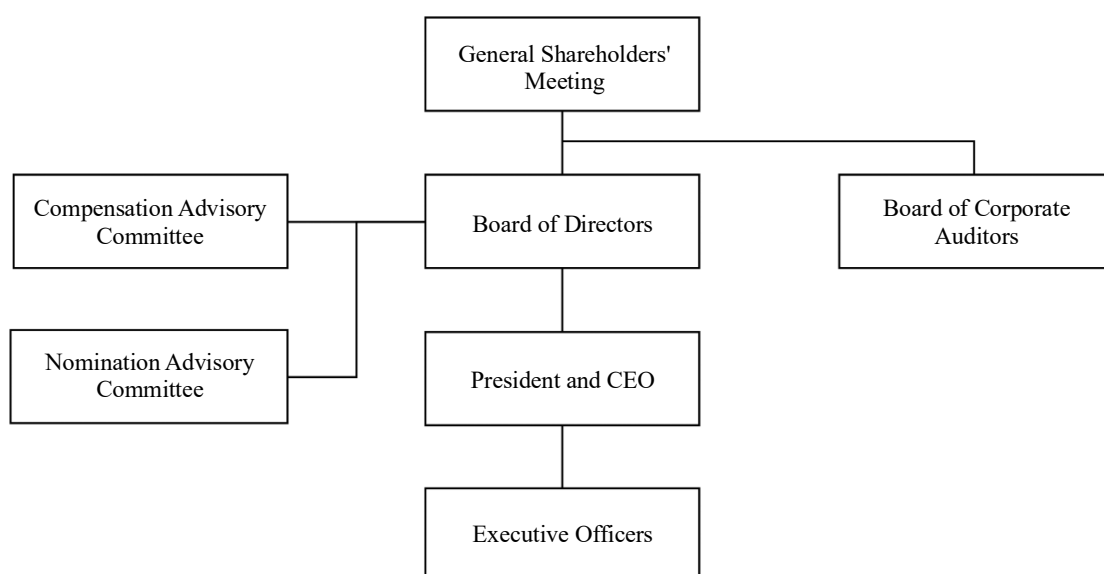 General Shareholders'
Meeting
Compensation Advisory
Committee
Board of Directors
Board of Corporate
Auditors
Nomination Advisory
Committee
President and CEO
Executive Officers